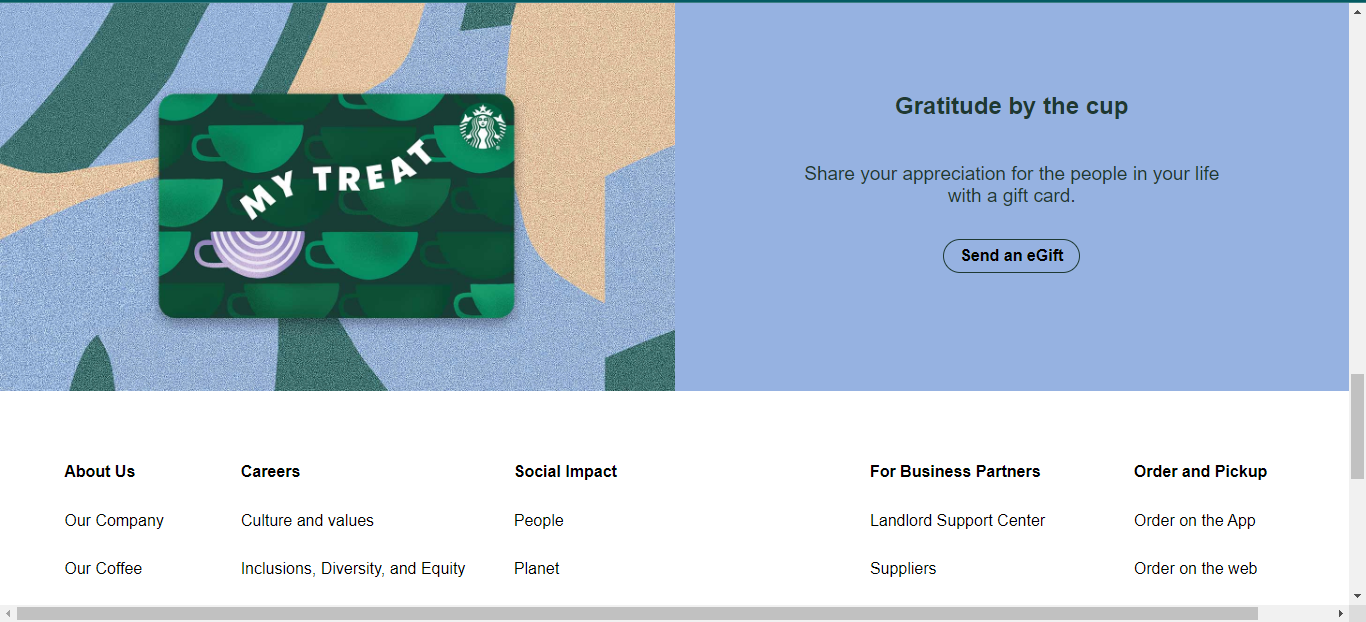 MY TREAT
Gratitude by the cup
Share your appreciation for the people in your life
with a gift card.
Send an eGift
About Us
Our Company
Our Coffee
Careers
Culture and values
Inclusions, Diversity, and Equity
Social Impact
People
Planet
For Business Partners
Landlord Support Center
Suppliers
Order and Pickup
Order on the App
Order on the web